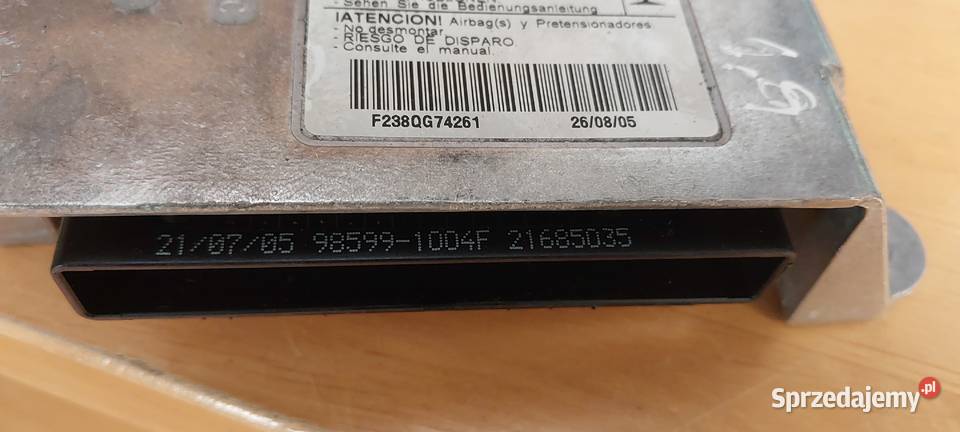 - Sehen Sie die Bedienungsanleitung
¡ATENCION! Airbag(s) y Pretensionadores.
- No desmontar
- RIESGO DE DISPARO.
- Consulte el manual.
F238QG74261 26/08/05
21/07/05 98599-1004F 21685035
Sprzedajemy.pl